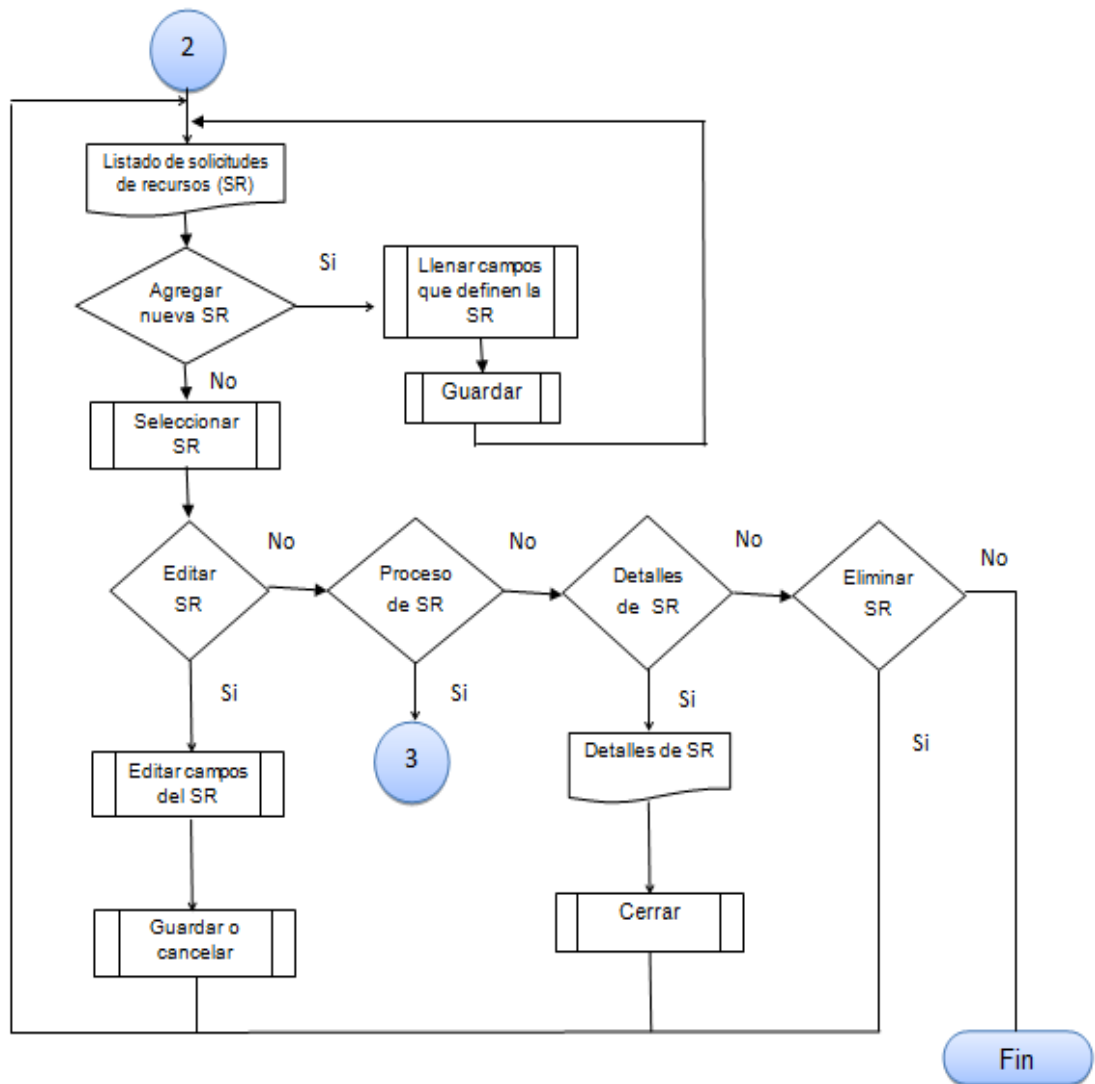 2
Listado de solicitudes
de recursos (SR)
Si
Agregar
nueva SR
Llenar campos
que definen la
SR
No
Guardar
Seleccionar
SR
Editar
SR
No
Proceso
de SR
No
Detalles
de SR
No
Eliminar
SR
No
Si
Si
Si
Si
Editar campos
del SR
3
Detalles de SR
Guardar o
cancelar
Cerrar
Fin